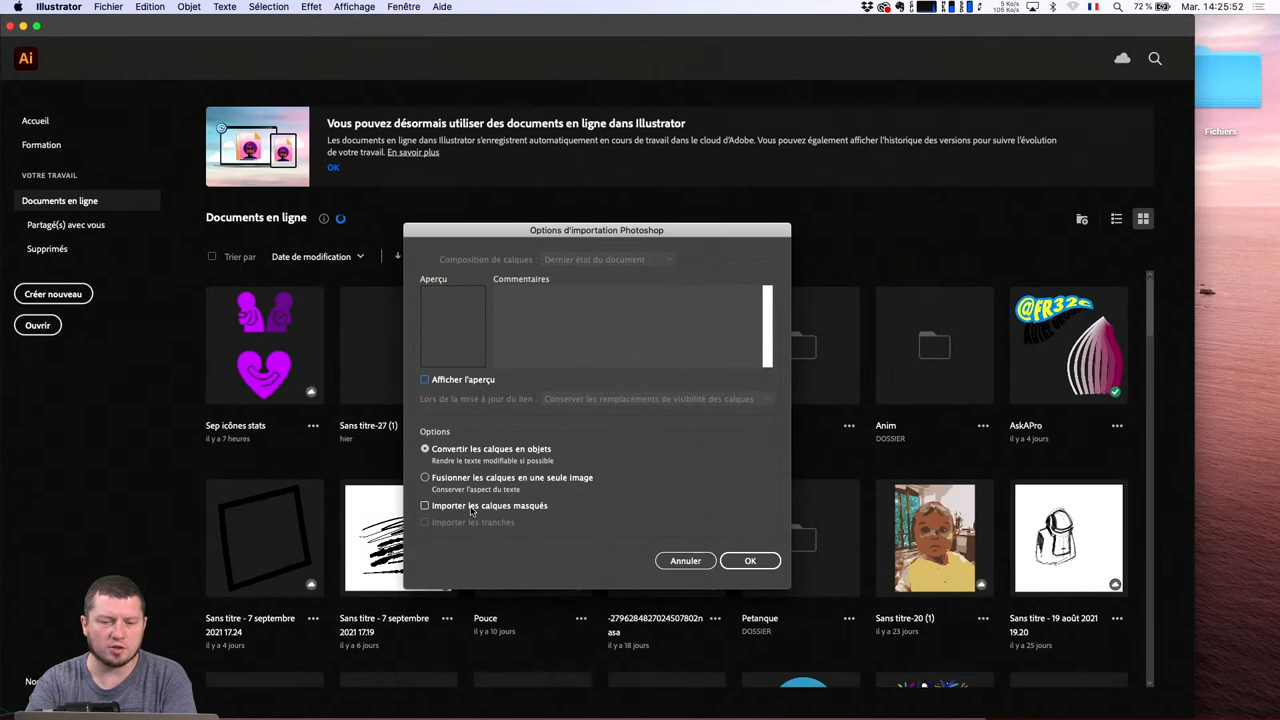 Illustrator Fichier Edition Objet Texte Sélection Effet Affichage Fenêtre Aide
5 Ko/s
105 Ko/s
72 %
Mar. 14:25:52
Ai
Fichiers
Accueil
Formation
VOTRE TRAVAIL
Documents en ligne
Partagé(s) avec vous
Supprimés
Créer nouveau
Ouvrir
Vous pouvez désormais utiliser des documents en ligne dans Illustrator
Les documents en ligne dans Illustrator s'enregistrent automatiquement en cours de travail dans le cloud d'Adobe. Vous pouvez également afficher l'historique des versions pour suivre l'évolution
de votre travail. En savoir plus
OK
Documents en ligne
Trier par
Date de modification
Options d'importation Photoshop
Composition de calques : Dernier état du document
Aperçu
Commentaires
Afficher l'aperçu
Lors de la mise à jour du lien : Conserver les remplacements de visibilité des calques
Options
Convertir les calques en objets
Rendre le texte modifiable si possible
Fusionner les calques en une seule image
Conserver l'aspect du texte
Importer les calques masqués
Importer les tranches
Annuler
OK
@FR32C
Sep icônes stats
il y a 7 heures
Sans titre-27 (1)
hier
Anim
DOSSIER
AskAPro
il y a 4 jours
Sans titre - 7 septembre
2021 17.24
il y a 4 jours
Sans titre - 7 septembre
2021 17.19
il y a 6 jours
Pouce
il y a 10 jours
-2796284827024507802n
asa
il y a 18 jours
Petanque
DOSSIER
Sans titre-20 (1)
il y a 23 jours
Sans titre - 19 août 2021
19.20
il y a 25 jours